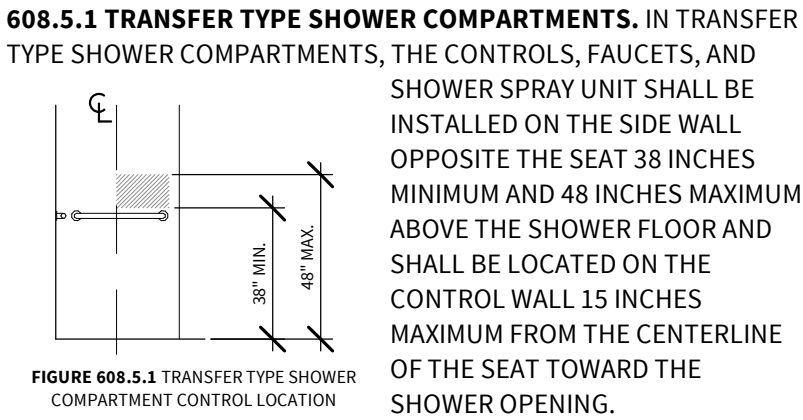 608.5.1 TRANSFER TYPE SHOWER COMPARTMENTS. IN TRANSFER
TYPE SHOWER COMPARTMENTS, THE CONTROLS, FAUCETS, AND
SHOWER SPRAY UNIT SHALL BE
INSTALLED ON THE SIDE WALL
OPPOSITE THE SEAT 38 INCHES
MINIMUM AND 48 INCHES MAXIMUM
ABOVE THE SHOWER FLOOR AND
SHALL BE LOCATED ON THE
CONTROL WALL 15 INCHES
MAXIMUM FROM THE CENTERLINE
OF THE SEAT TOWARD THE
SHOWER OPENING.
℄
38" MIN.
48" MAX.
FIGURE 608.5.1 TRANSFER TYPE SHOWER
COMPARTMENT CONTROL LOCATION